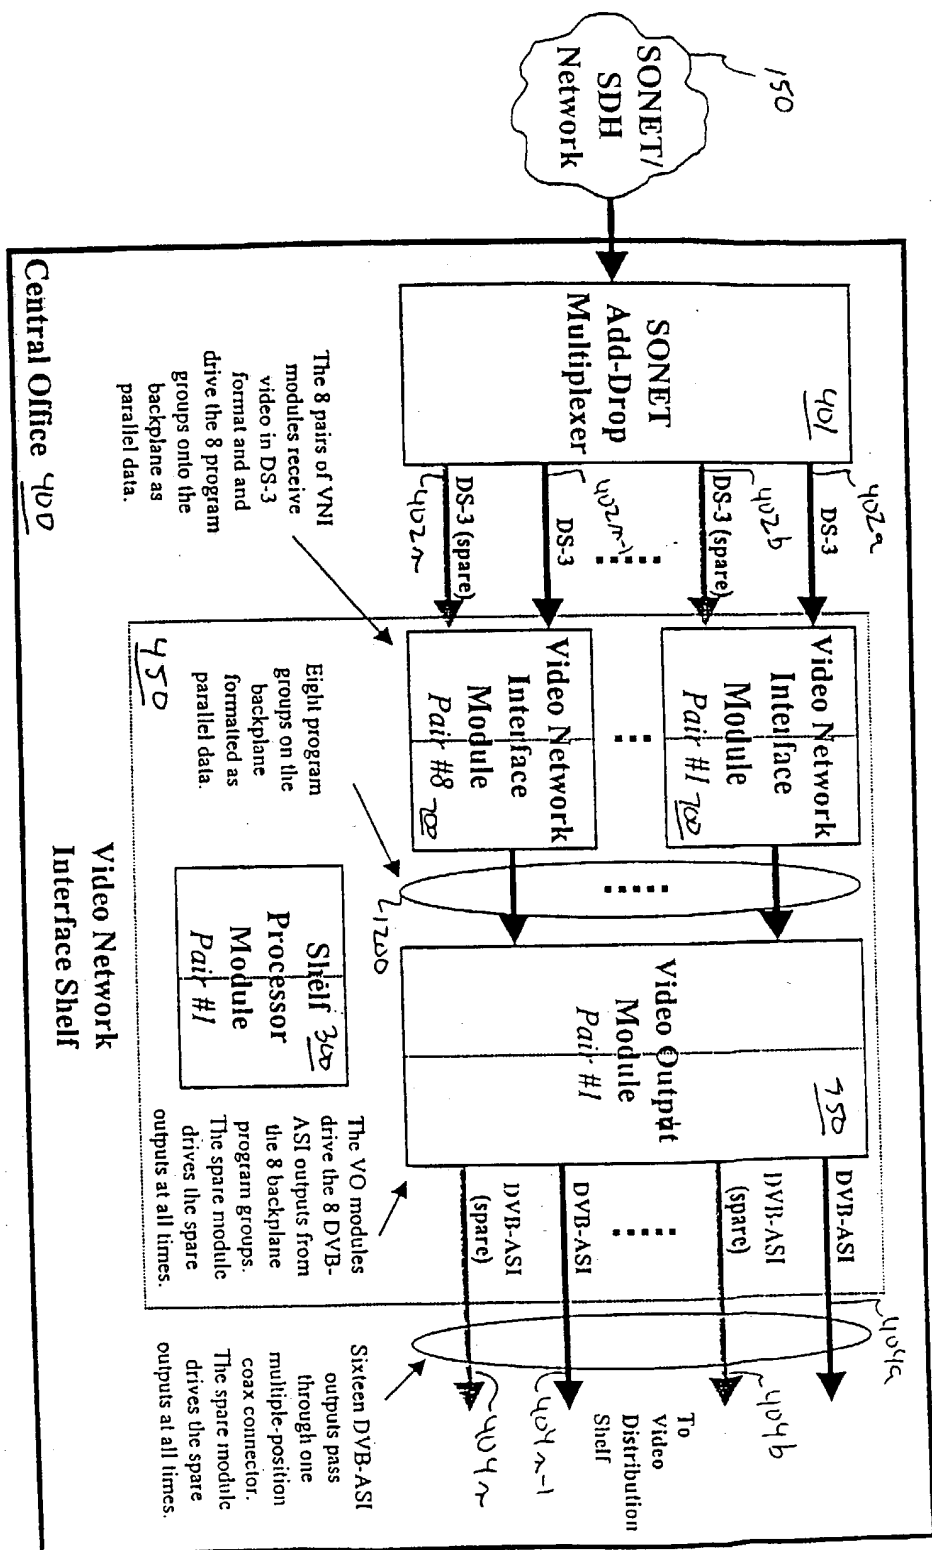 150
SONET/
SDH
Network
SONET
Add-Drop
Multiplexer
401
402a
DS-3
402b
DS-3 (spare)
402n-1
DS-3
DS-3 (spare)
402n
Video Network
Interface
Module
Pair #1 700
Video Network
Interface
Module
Pair #8 700
1200
Video Output
Module
Pair #1
750
DVB-ASI
DVB-ASI
(spare)
DVB-ASI
DVB-ASI
(spare)
404a
404b
404n-1
404n
To
Video
Distribution
Shelf
The 8 pairs of VNI
modules receive
video in DS-3
format and and
drive the 8 program
groups onto the
backplane as
parallel data.
Eight program
groups on the
backplane
formatted as
parallel data.
450
Shelf 300
Processor
Module
Pair #1
The VO modules
drive the 8 DVB-
ASI outputs from
the 8 backplane
program groups.
The spare module
drives the spare
outputs at all times.
Sixteen DVB-ASI
outputs pass
through one
multiple-position
coax connector.
The spare module
drives the spare
outputs at all times.
Video Network
Interface Shelf
Central Office 400